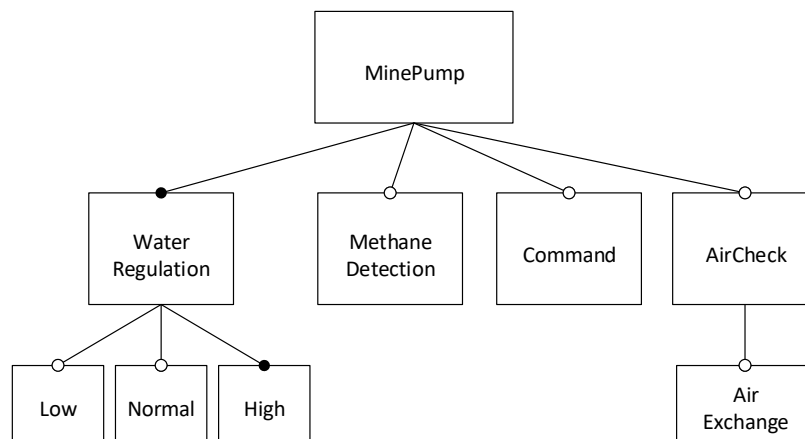 MinePump
Water
Regulation
Methane
Detection
Command
AirCheck
Low
Normal
High
Air
Exchange